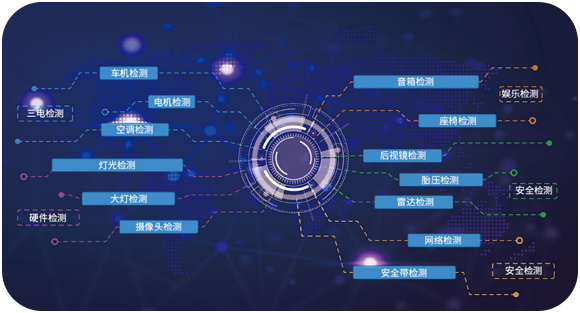 车机检测
电机检测
三电检测
空调检测
灯光检测
大灯检测
硬件检测
摄像头检测
音箱检测
娱乐检测
座椅检测
后视镜检测
胎压检测
安全检测
雷达检测
网络检测
安全检测
安全带检测